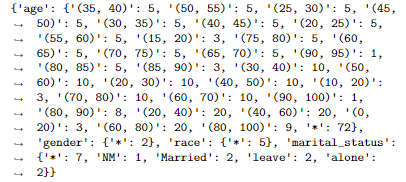 {'age': {'(35, 40)': 5, '(50, 55)': 5, '(25, 30)': 5, '(45,
↪ 50)': 5, '(30, 35)': 5, '(40, 45)': 5, '(20, 25)': 5,
↪ '(55, 60)': 5, '(15, 20)': 3, '(75, 80)': 5, '(60,
↪ 65)': 5, '(70, 75)': 5, '(65, 70)': 5, '(90, 95)': 1,
↪ '(80, 85)': 5, '(85, 90)': 3, '(30, 40)': 10, '(50,
↪ 60)': 10, '(20, 30)': 10, '(40, 50)': 10, '(10, 20)':
↪ 3, '(70, 80)': 10, '(60, 70)': 10, '(90, 100)': 1,
↪ '(80, 90)': 8, '(20, 40)': 20, '(40, 60)': 20, '(0,
↪ 20)': 3, '(60, 80)': 20, '(80, 100)': 9, '*': 72},
↪ 'gender': {'*': 2}, 'race': {'*': 5}, 'marital_status':
↪ {'*': 7, 'NM': 1, 'Married': 2, 'leave': 2, 'alone':
↪ 2}}